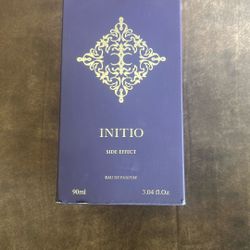 INITIO
SIDE EFFECT
EAU DE PARFUM
90ml 3.04 fl.Oz